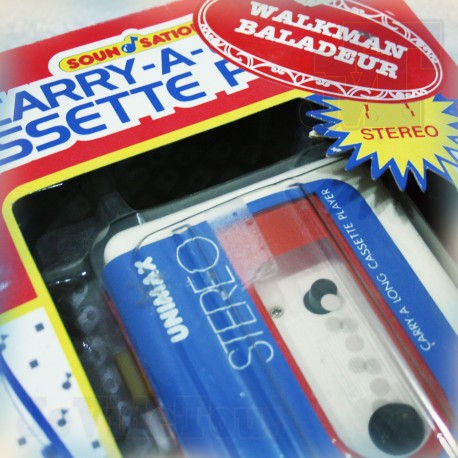 WALKMAN
BALADEUR
SOUN SATION
CARRY-A-
SSETTE P
STEREO
CARRY A LONG CASSETTE PLAYER
STEREO
UNIMAX